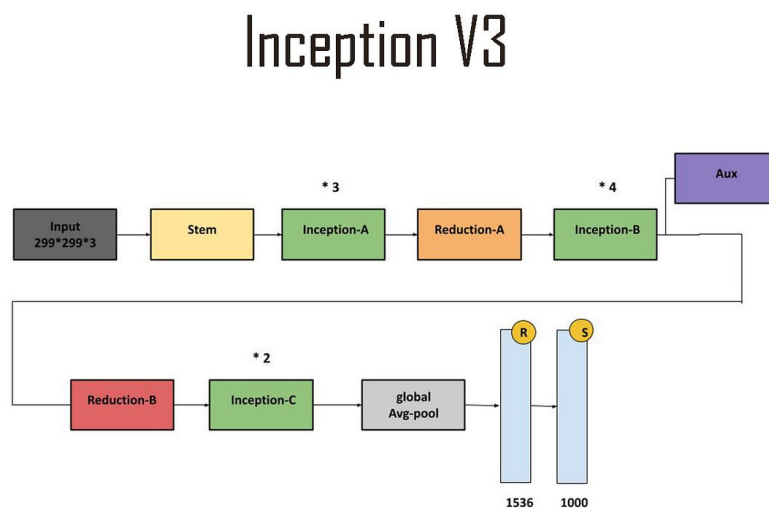 Inception V3
Aux
* 3
* 4
Input
299*299*3
Stem
Inception-A
Reduction-A
Inception-B
R
S
* 2
Reduction-B
Inception-C
global
Avg-pool
1536
1000